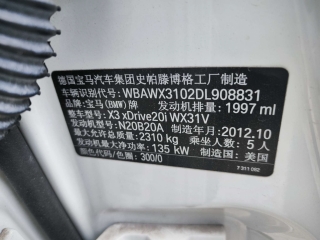 德国宝马汽车集团史帕滕博格工厂制造
车辆识别代号: WBAWX3102DL908831
品牌: 宝马(BMW)牌 发动机排量: 1997 ml
整车型号: X3 xDrive20i WX31V
发动机型号: N20B20A 制造年月: 2012.10
最大允许总质量: 2310 kg 乘坐人数: 5 人
发动机最大净功率: 135 kW 制造国: 美国
颜色代码/色圈: 300/0
7 311 092